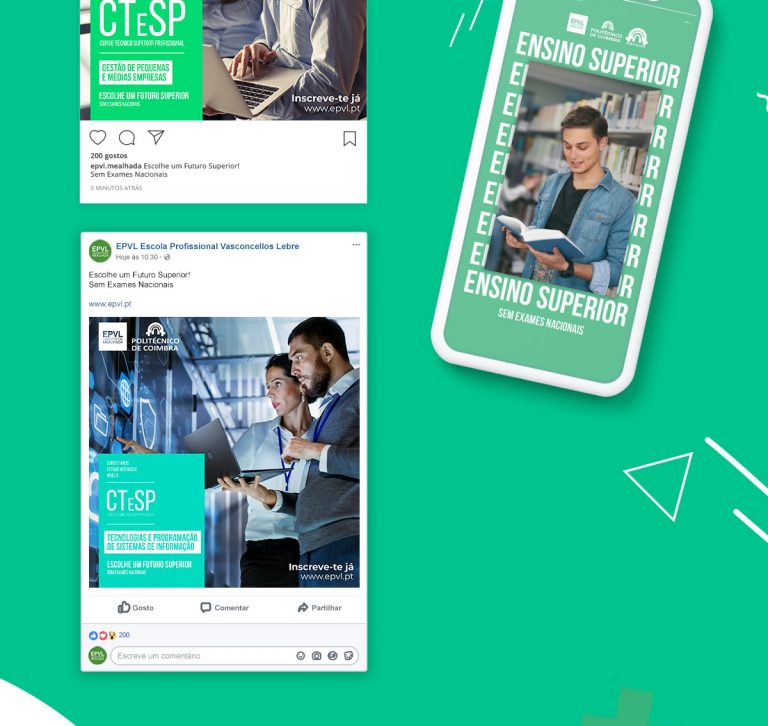 CTeSP
CURSO TÉCNICO SUPERIOR PROFISSIONAL
GESTÃO DE PEQUENAS
E MÉDIAS EMPRESAS
ESCOLHE UM FUTURO SUPERIOR
SEM EXAMES NACIONAIS
Inscreve-te já
www.epvl.pt
200 gostos
epvl.mealhada Escolhe um Futuro Superior!
Sem Exames Nacionais
5 MINUTOS ATRÁS
EPVL Escola Profissional Vasconcellos Lebre
Hoje às 10:30
Escolhe um Futuro Superior!
Sem Exames Nacionais
www.epvl.pt
EPVL
POLITÉCNICO
DE COIMBRA
CTeSP
TECNOLOGIAS E PROGRAMAÇÃO
DE SISTEMAS DE INFORMAÇÃO
ESCOLHE UM FUTURO SUPERIOR
SEM EXAMES NACIONAIS
Inscreve-te já
www.epvl.pt
Gosto
Comentar
Partilhar
200
EPVL
Escreve um comentário
EPVL
POLITÉCNICO
DE COIMBRA
ENSINO SUPERIOR
E R
E R
E R
E R
E R
E R
E R
ENSINO SUPERIOR
SEM EXAMES NACIONAIS